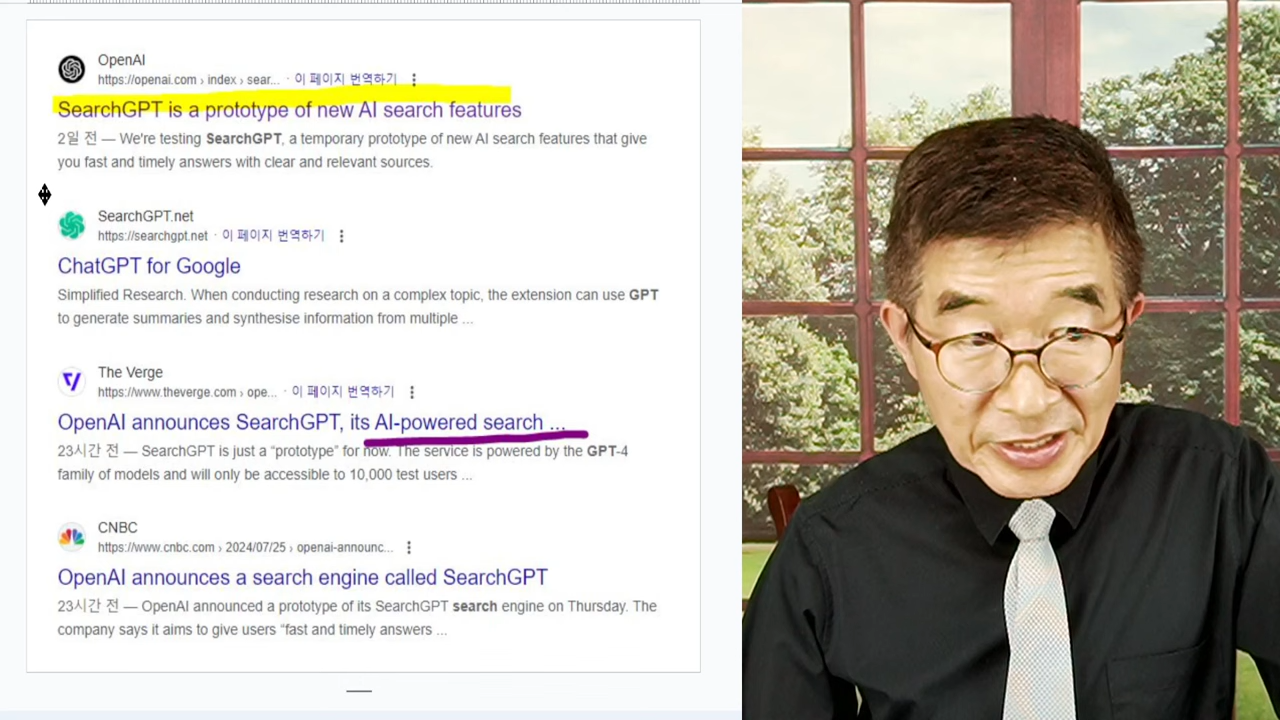 OpenAI
https://openai.com › index › sear... · 이 페이지 번역하기
SearchGPT is a prototype of new AI search features
2일 전 — We're testing SearchGPT, a temporary prototype of new AI search features that give
you fast and timely answers with clear and relevant sources.
SearchGPT.net
https://searchgpt.net · 이 페이지 번역하기
ChatGPT for Google
Simplified Research. When conducting research on a complex topic, the extension can use GPT
to generate summaries and synthesise information from multiple ...
The Verge
https://www.theverge.com › ope... · 이 페이지 번역하기
OpenAI announces SearchGPT, its AI-powered search ...
23시간 전 — SearchGPT is just a “prototype” for now. The service is powered by the GPT-4
family of models and will only be accessible to 10,000 test users ...
CNBC
https://www.cnbc.com › 2024/07/25 › openai-announc...
OpenAI announces a search engine called SearchGPT
23시간 전 — OpenAI announced a prototype of its SearchGPT search engine on Thursday. The
company says it aims to give users “fast and timely answers ...